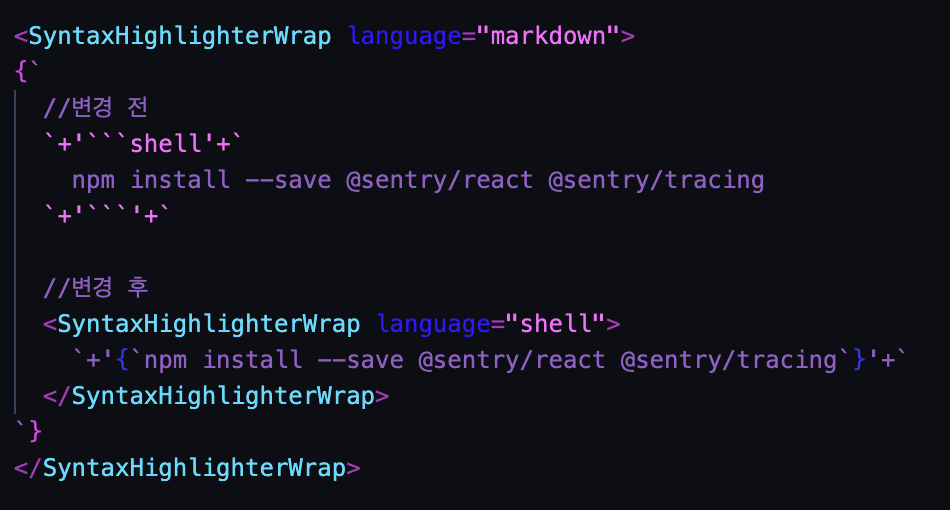 <SyntaxHighlighterWrap language="markdown">
{`
  //변경 전
  `+'```shell'+`
    npm install --save @sentry/react @sentry/tracing
  `+'```'+`

  //변경 후
  <SyntaxHighlighterWrap language="shell">
    `+'{`npm install --save @sentry/react @sentry/tracing`}'+`
  </SyntaxHighlighterWrap>
`}
</SyntaxHighlighterWrap>